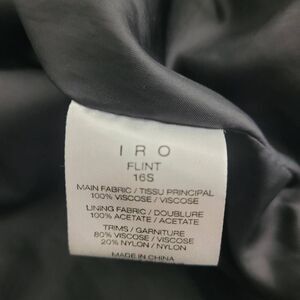 IRO
FLINT
16S
MAIN FABRIC / TISSU PRINCIPAL
100% VISCOSE / VISCOSE
LINING FABRIC / DOUBLURE
100% ACETATE / ACETATE
TRIMS / GARNITURE
80% VISCOSE / VISCOSE
20% NYLON / NYLON
MADE IN CHINA